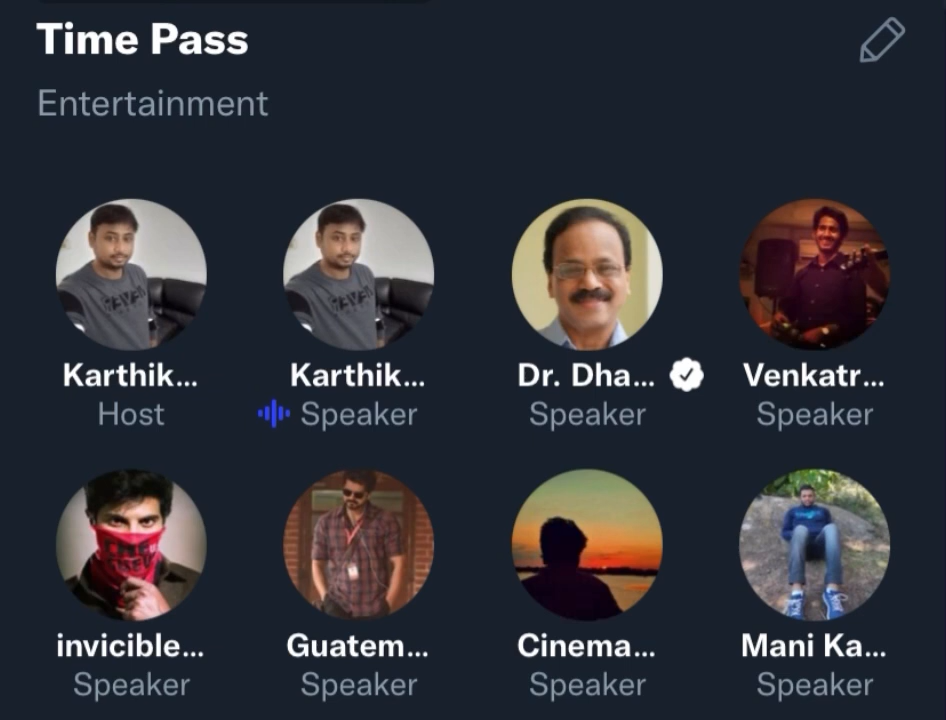 Time Pass
Entertainment
Karthik...
Host
Karthik...
Speaker
Dr. Dha...
Speaker
Venkatr...
Speaker
invicible...
Speaker
Guatem...
Speaker
Cinema...
Speaker
Mani Ka...
Speaker